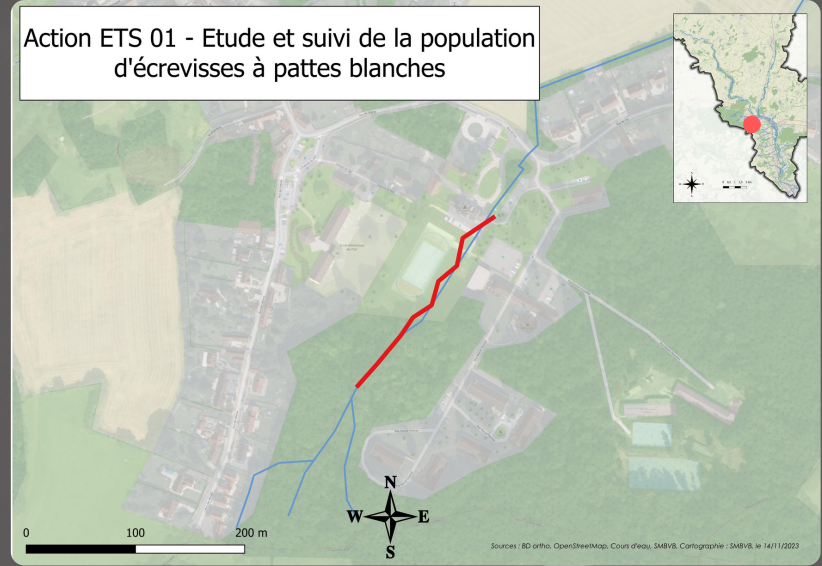 Action ETS 01 - Etude et suivi de la population
d'écrevisses à pattes blanches
N
W E
S
0 100 200 m
Sources : BD ortho, OpenStreetMap, Cours d'eau, SMBVB, Cartographie : SMBVB, le 14/11/2023